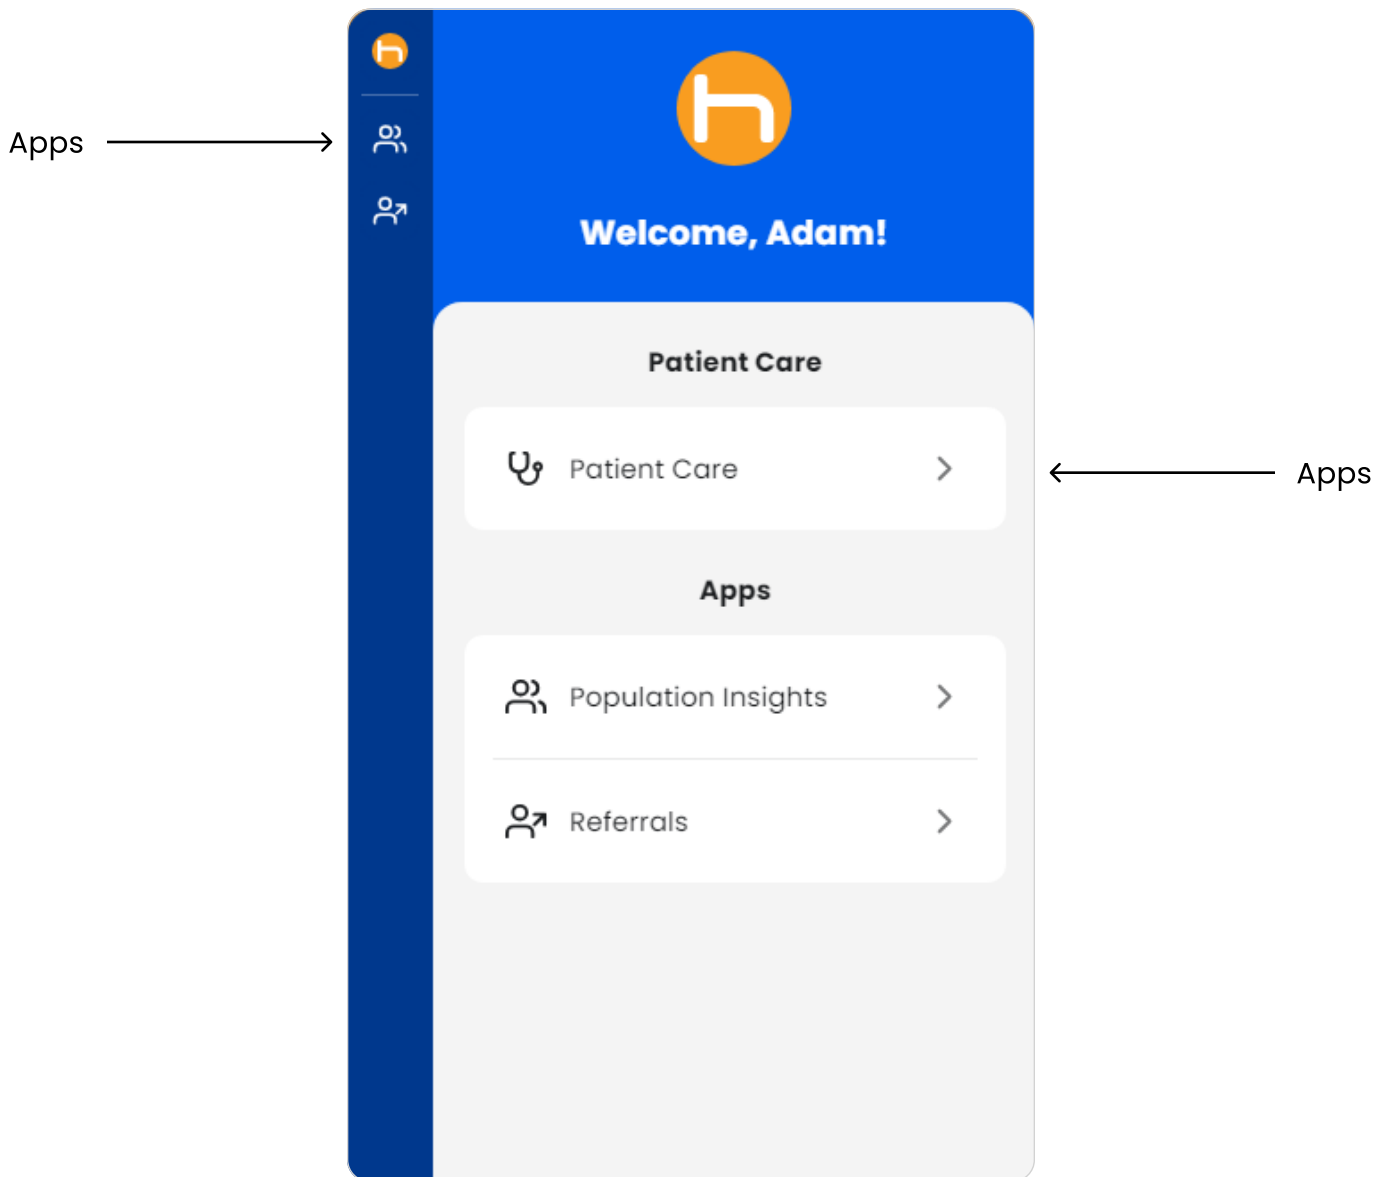 Apps
Welcome, Adam!
Patient Care
Patient Care
Apps
Apps
Population Insights
Referrals